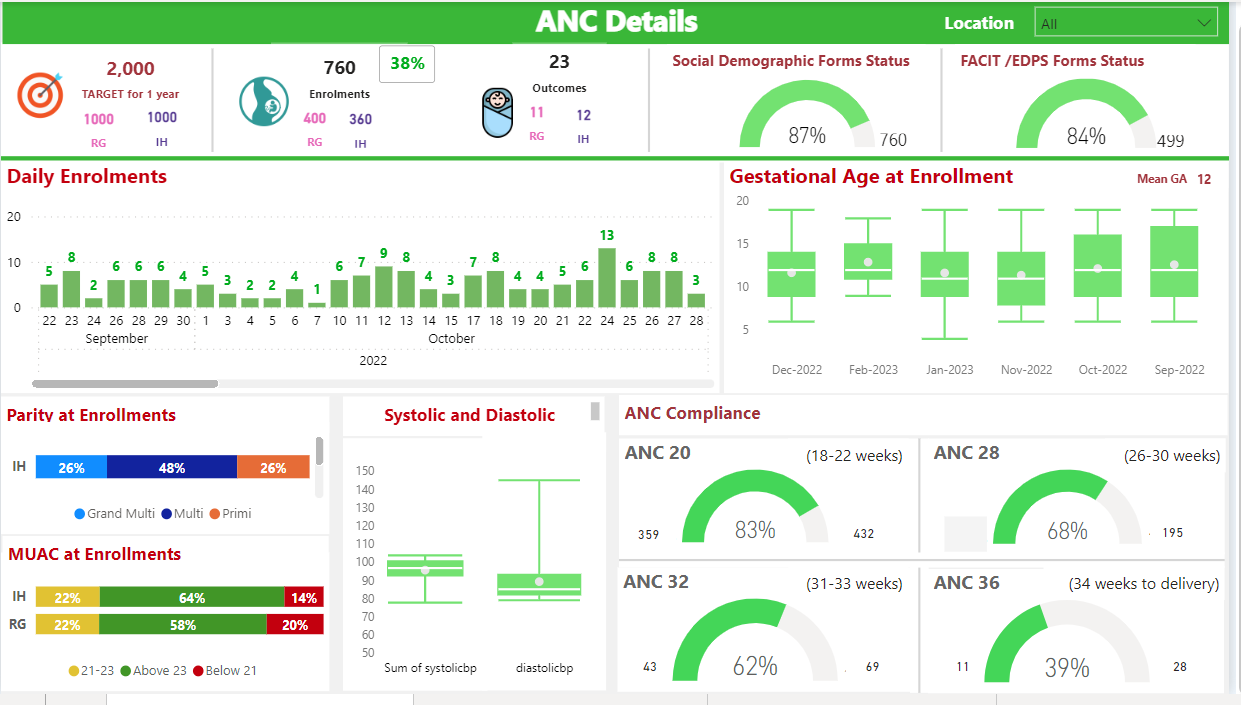 ANC Details
Location All
2,000
TARGET for 1 year
1000 1000
RG IH
760
38%
Enrolments
400 360
RG IH
23
Outcomes
11 12
RG IH
Social Demographic Forms Status
87%
760
FACIT /EDPS Forms Status
84%
499
Daily Enrolments
20
10
0
5 8 2 6 6 6 4 5 3 2 2 4 1 6 7 9 8 4 3 7 8 4 4 5 6 13 6 8 8 3
22 23 24 26 28 29 30 1 3 4 5 6 7 10 11 12 13 14 15 17 18 19 20 21 22 24 25 26 27 28
September October
2022
Gestational Age at Enrollment
Mean GA 12
20
15
10
5
Dec-2022 Feb-2023 Jan-2023 Nov-2022 Oct-2022 Sep-2022
Parity at Enrollments
IH 26% 48% 26%
Grand Multi Multi Primi
MUAC at Enrollments
IH 22% 64% 14%
RG 22% 58% 20%
21-23 Above 23 Below 21
Systolic and Diastolic
150
140
130
120
110
100
90
80
70
60
50
Sum of systolicbp diastolicbp
ANC Compliance
ANC 20 (18-22 weeks)
359 83% 432
ANC 28 (26-30 weeks)
68% 195
ANC 32 (31-33 weeks)
43 62% 69
ANC 36 (34 weeks to delivery)
11 39% 28